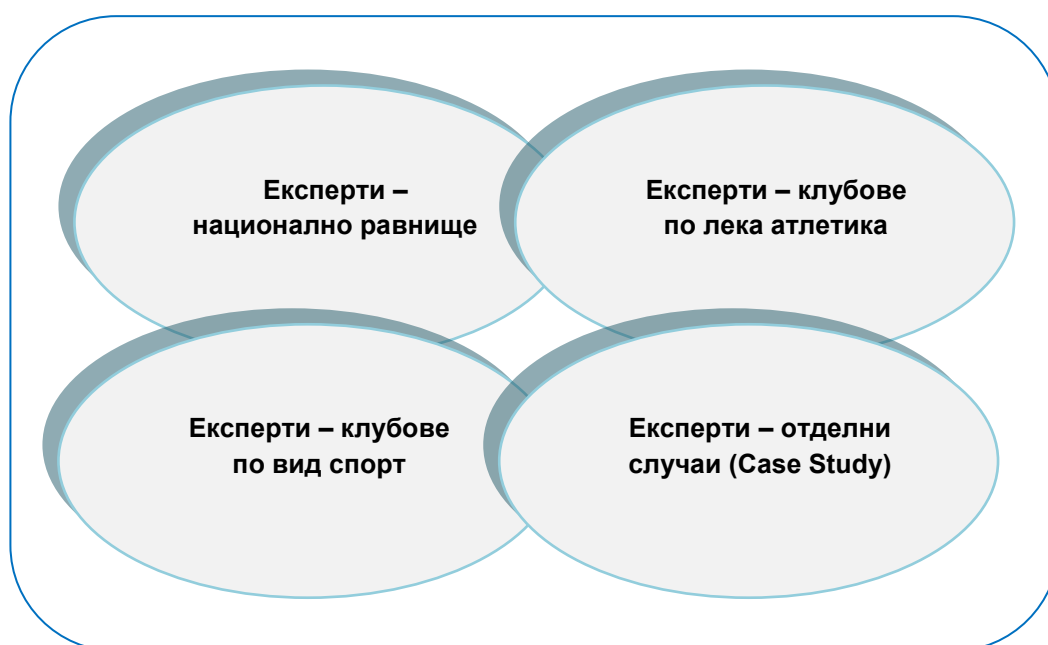 Експерти –
национално равнище
Експерти – клубове
по лека атлетика
Експерти – клубове
по вид спорт
Експерти – отделни
случаи (Case Study)